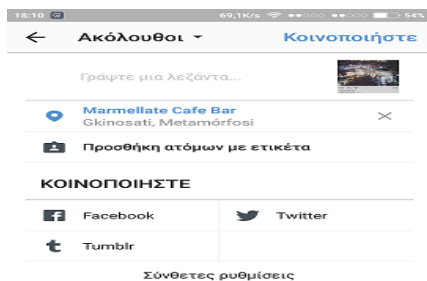 18:10 69,1K/s 54%
Ακόλουθοι Κοινοποιήστε
Γράψτε μια λεζάντα...
Marmellate Cafe Bar
Gkinosati, Metamórfosi
Προσθήκη ατόμων με ετικέτα
ΚΟΙΝΟΠΟΙΗΣΤΕ
Facebook Twitter
Tumblr
Σύνθετες ρυθμίσεις